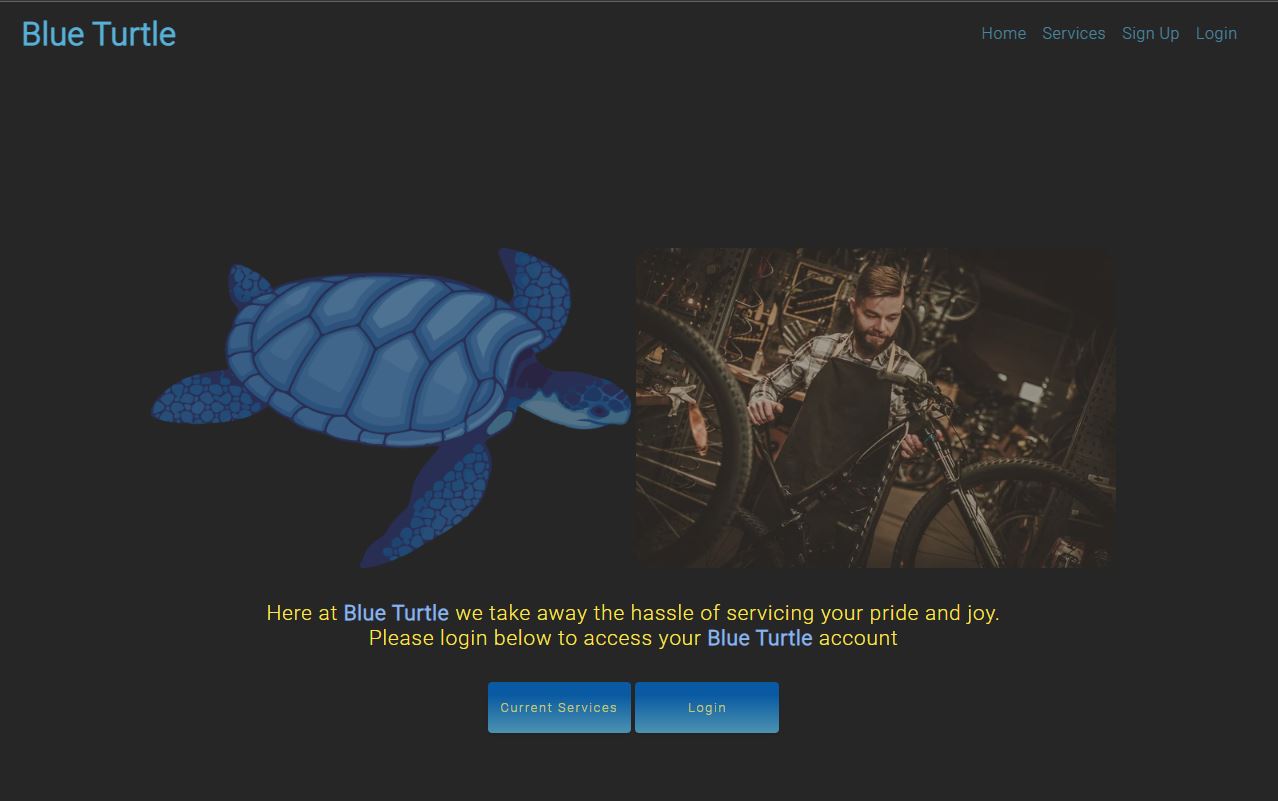 Blue Turtle
Home Services Sign Up Login
Here at Blue Turtle we take away the hassle of servicing your pride and joy.
Please login below to access your Blue Turtle account
Current Services
Login